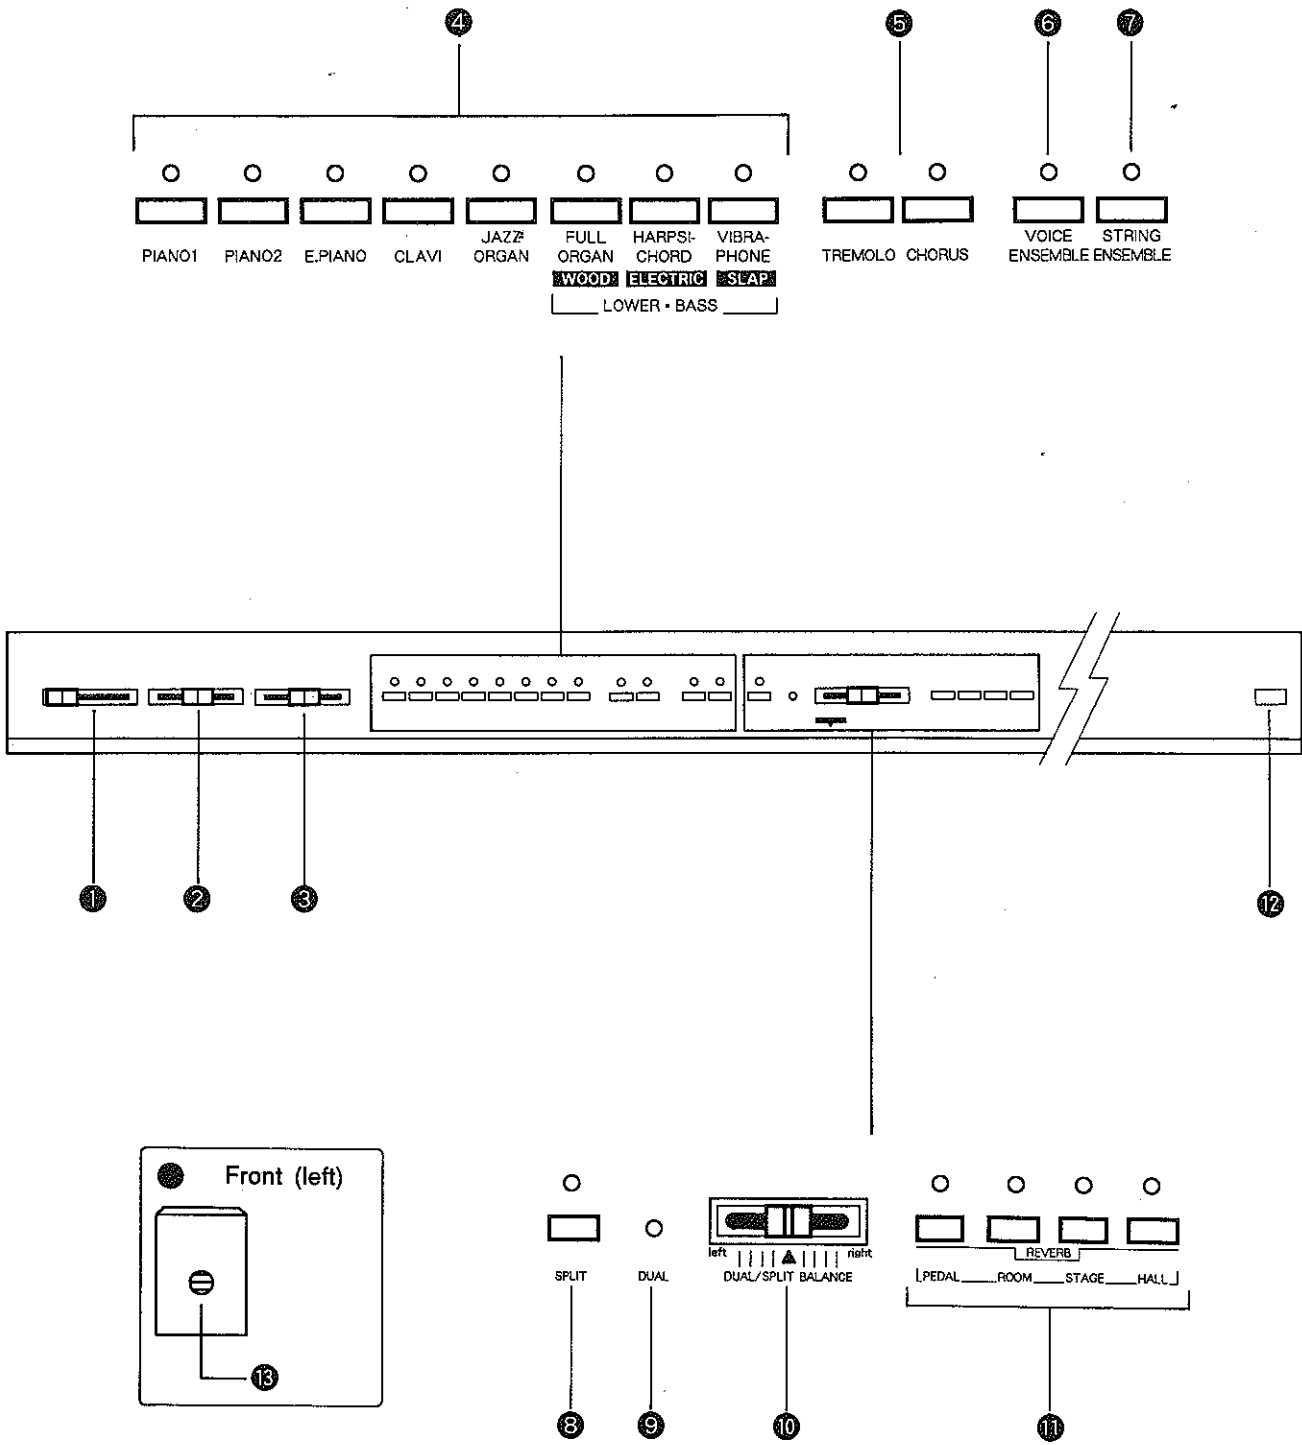 4 5 6 7
PIANO1 PIANO2 E.PIANO CLAVI JAZZ ORGAN FULL ORGAN HARPSI-CHORD VIBRA-PHONE TREMOLO CHORUS VOICE ENSEMBLE STRING ENSEMBLE
WOOD ELECTRIC SLAP
LOWER • BASS
1 2 3 12
Front (left)
13
left right
SPLIT DUAL DUAL/SPLIT BALANCE
REVERB
PEDAL ROOM STAGE HALL
8 9 10 11